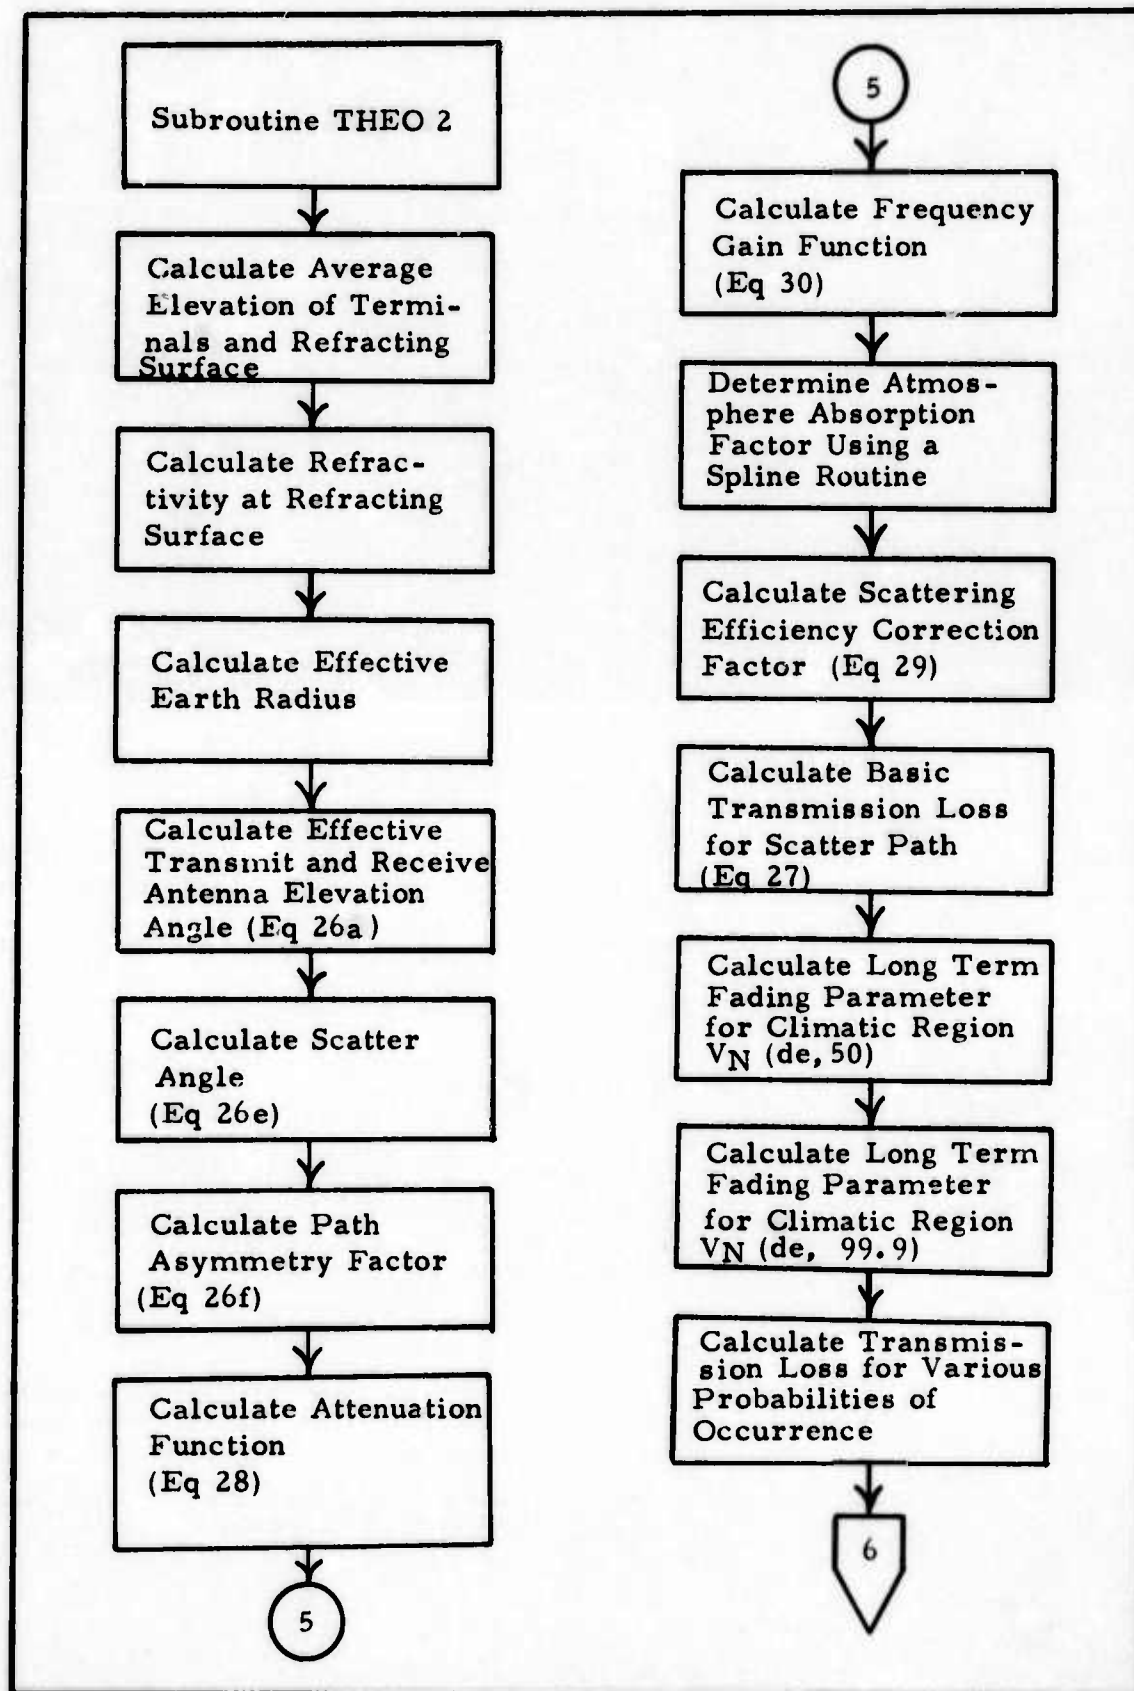 Subroutine THEO 2
Calculate Average
Elevation of Termi-
nals and Refracting
Surface
Calculate Refrac-
tivity at Refracting
Surface
Calculate Effective
Earth Radius
Calculate Effective
Transmit and Receive
Antenna Elevation
Angle (Eq 26a)
Calculate Scatter
Angle
(Eq 26e)
Calculate Path
Asymmetry Factor
(Eq 26f)
Calculate Attenuation
Function
(Eq 28)
5
5
Calculate Frequency
Gain Function
(Eq 30)
Determine Atmos-
phere Absorption
Factor Using a
Spline Routine
Calculate Scattering
Efficiency Correction
Factor (Eq 29)
Calculate Basic
Transmission Loss
for Scatter Path
(Eq 27)
Calculate Long Term
Fading Parameter
for Climatic Region
VN (de, 50)
Calculate Long Term
Fading Parameter
for Climatic Region
VN (de, 99.9)
Calculate Transmis-
sion Loss for Various
Probabilities of
Occurrence
6